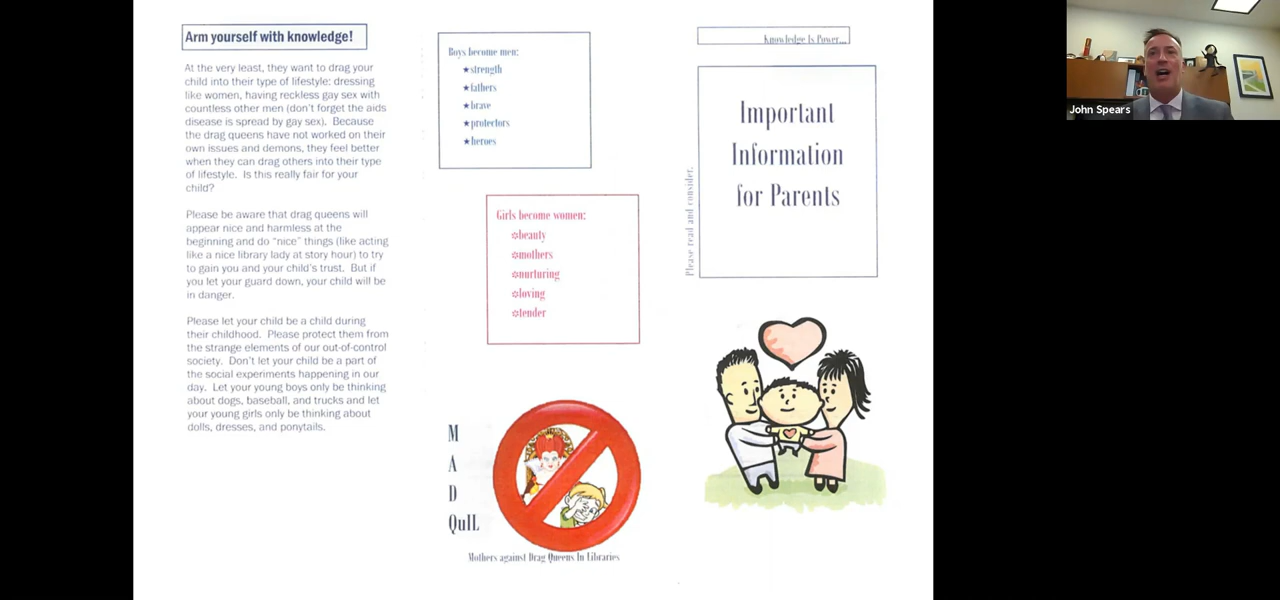 Arm yourself with knowledge!
At the very least, they want to drag your
child into their type of lifestyle: dressing
like women, having reckless gay sex with
countless other men (don't forget the aids
disease is spread by gay sex). Because
the drag queens have not worked on their
own issues and demons, they feel better
when they can drag others into their type
of lifestyle. Is this really fair for your
child?
Please be aware that drag queens will
appear nice and harmless at the
beginning and do "nice" things (like acting
like a nice library lady at story hour) to try
to gain you and your child's trust. But if
you let your guard down, your child will be
in danger.
Please let your child be a child during
their childhood. Please protect them from
the strange elements of our out-of-control
society. Don't let your child be a part of
the social experiments happening in our
day. Let your young boys only be thinking
about dogs, baseball, and trucks and let
your young girls only be thinking about
dolls, dresses, and ponytails.
Boys become men:
★strength
★fathers
★brave
★protectors
★heroes
Girls become women:
✡beauty
✡mothers
✡nurturing
✡loving
✡tender
M
A
D
QuIL
Mothers against Drag Queens In Libraries
Knowledge Is Power...
Please read and consider.
Important
Information
for Parents
John Spears